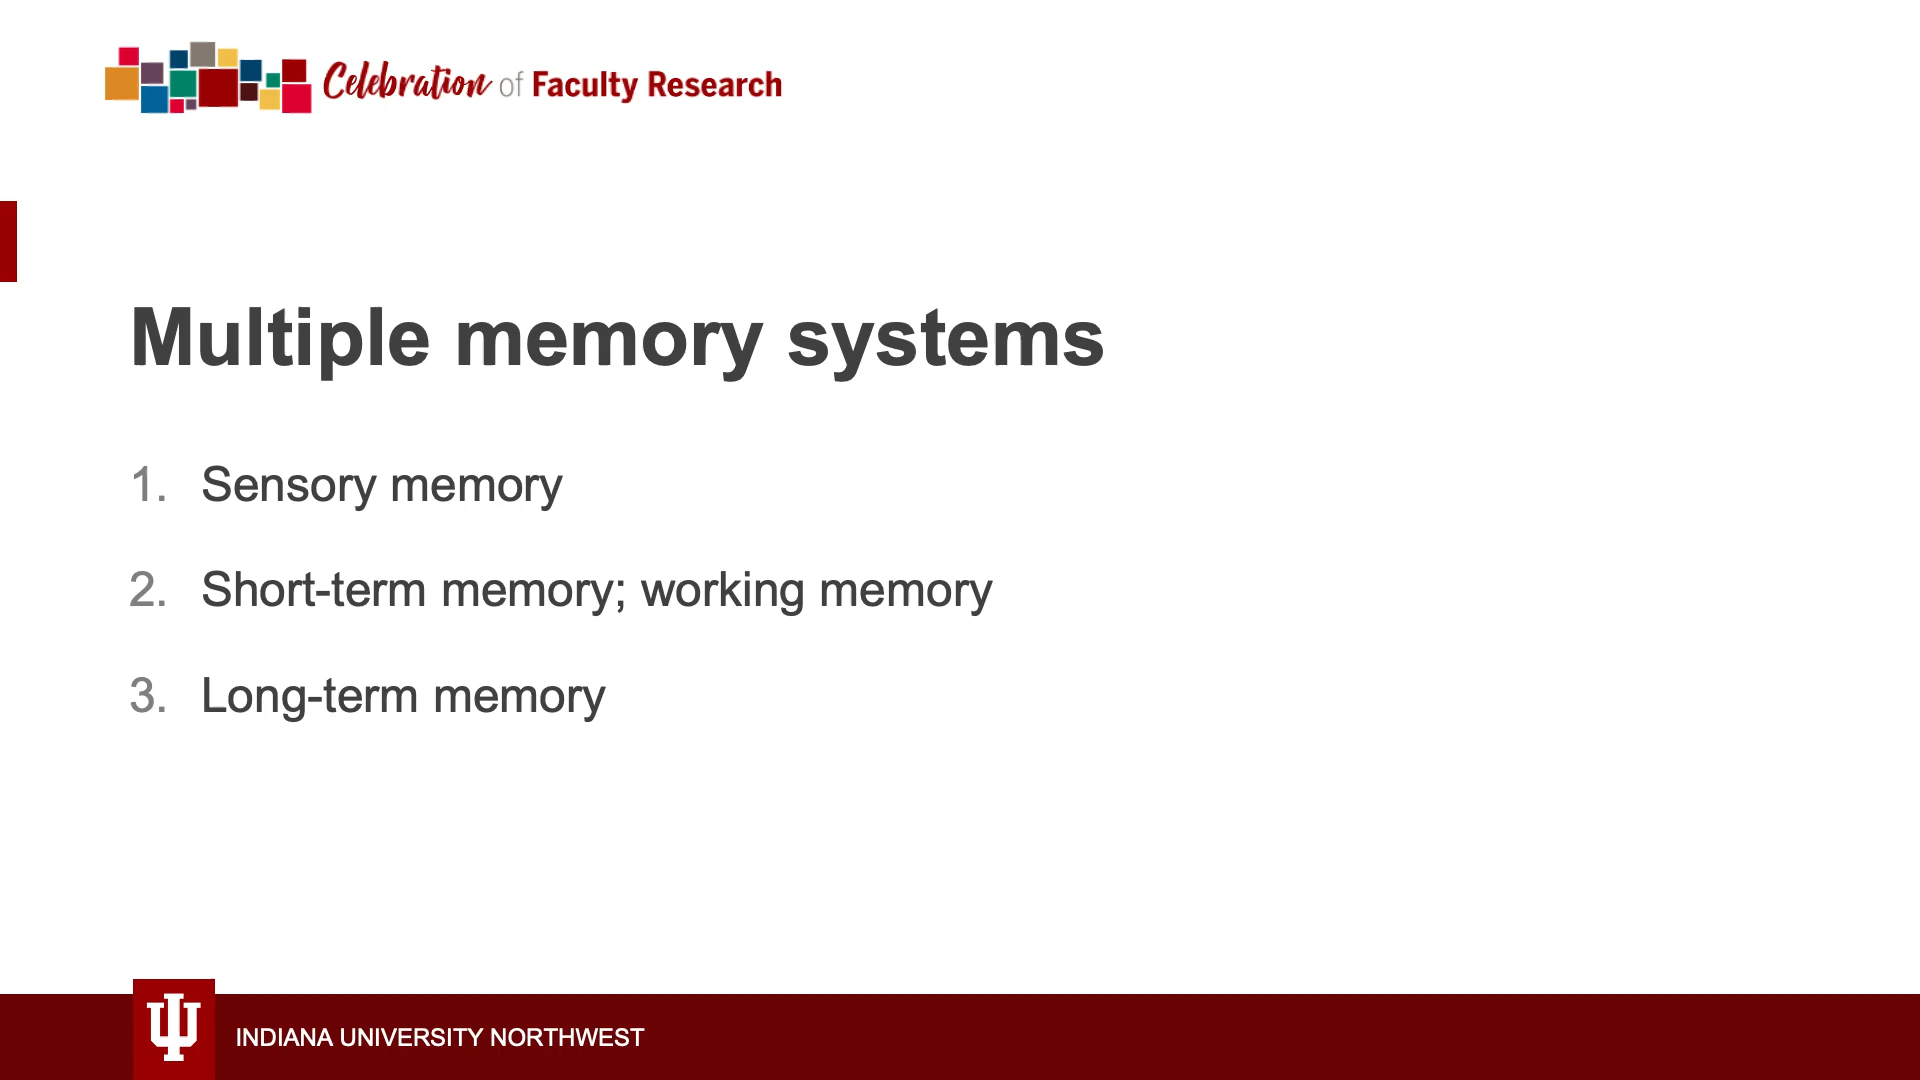 Celebration of Faculty Research
Multiple memory systems
1. Sensory memory
2. Short-term memory; working memory
3. Long-term memory
INDIANA UNIVERSITY NORTHWEST